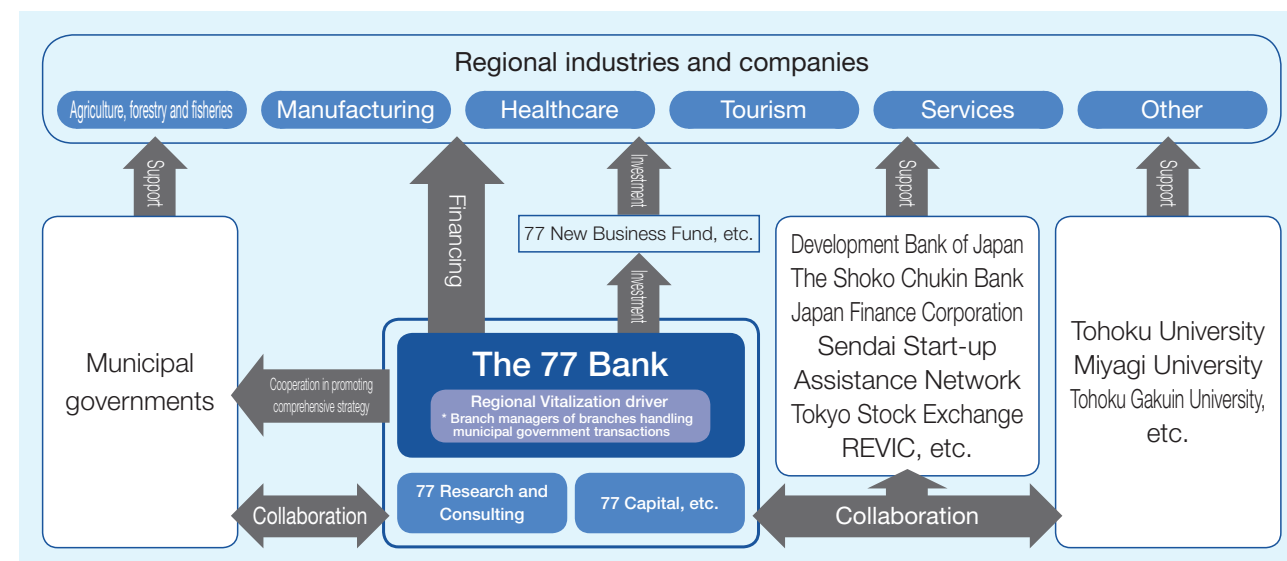 Regional industries and companies
Agriculture, forestry and fisheries
Manufacturing
Healthcare
Tourism
Services
Other
Support
Financing
Investment
Support
Support
77 New Business Fund, etc.
Investment
Municipal
governments
Cooperation in promoting
comprehensive strategy
The 77 Bank
Regional Vitalization driver
* Branch managers of branches handling
municipal government transactions
77 Research and
Consulting
77 Capital, etc.
Collaboration
Development Bank of Japan
The Shoko Chukin Bank
Japan Finance Corporation
Sendai Start-up
Assistance Network
Tokyo Stock Exchange
REVIC, etc.
Collaboration
Tohoku University
Miyagi University
Tohoku Gakuin University,
etc.